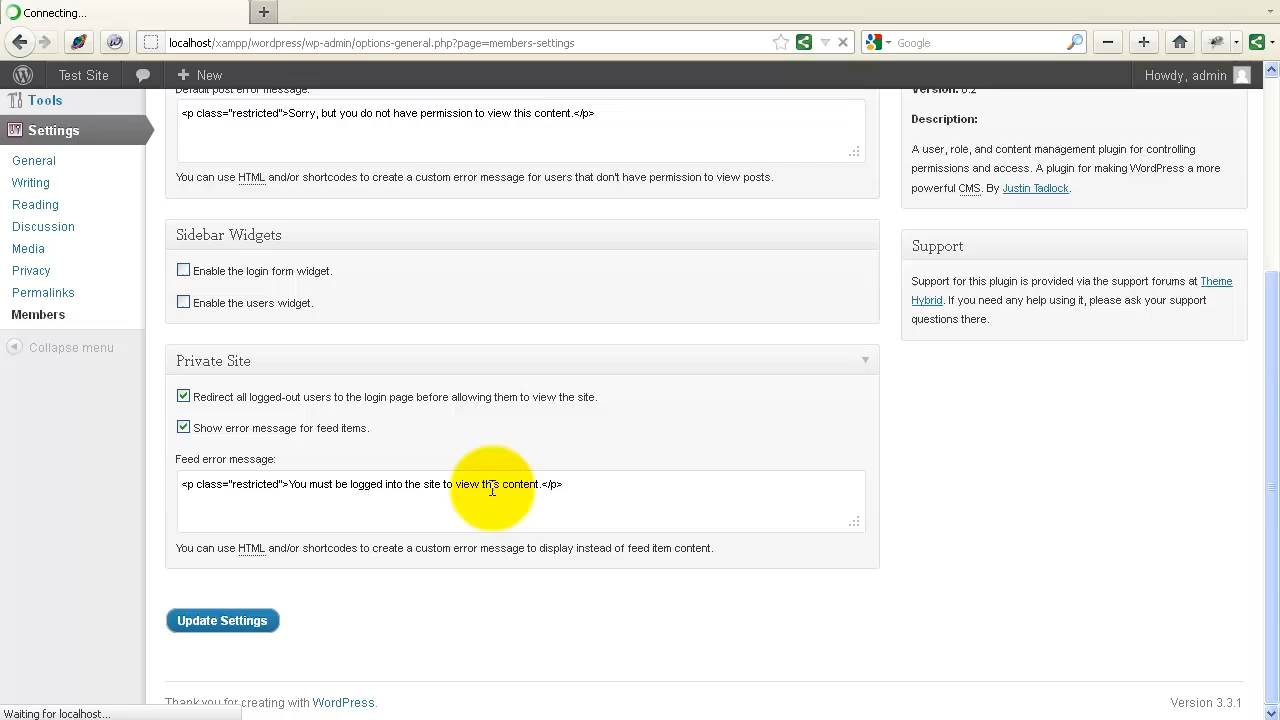 Connecting...
localhost/xampp/wordpress/wp-admin/options-general.php?page=members-settings
Google
Test Site
New
Howdy, admin
Tools
Settings
General
Writing
Reading
Discussion
Media
Privacy
Permalinks
Members
Collapse menu
Default post error message:
<p class="restricted">Sorry, but you do not have permission to view this content.</p>
You can use HTML and/or shortcodes to create a custom error message for users that don't have permission to view posts.
Sidebar Widgets
Enable the login form widget.
Enable the users widget.
Private Site
Redirect all logged-out users to the login page before allowing them to view the site.
Show error message for feed items.
Feed error message:
<p class="restricted">You must be logged into the site to view this content.</p>
You can use HTML and/or shortcodes to create a custom error message to display instead of feed item content.
Update Settings
Version: 0.2
Description:
A user, role, and content management plugin for controlling
permissions and access. A plugin for making WordPress a more
powerful CMS. By Justin Tadlock.
Support
Support for this plugin is provided via the support forums at Theme
Hybrid. If you need any help using it, please ask your support
questions there.
Thank you for creating with WordPress.
Version 3.3.1
Waiting for localhost...